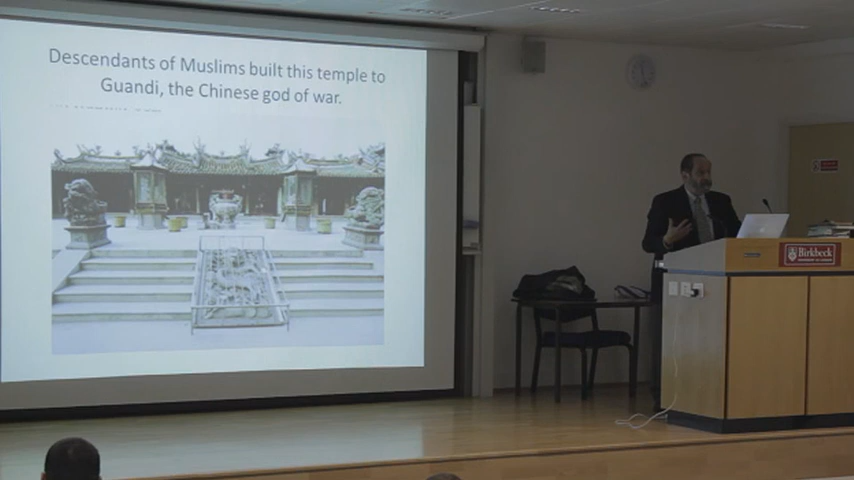 Descendants of Muslims built this temple to
Guandi, the Chinese god of war.
Birkbeck